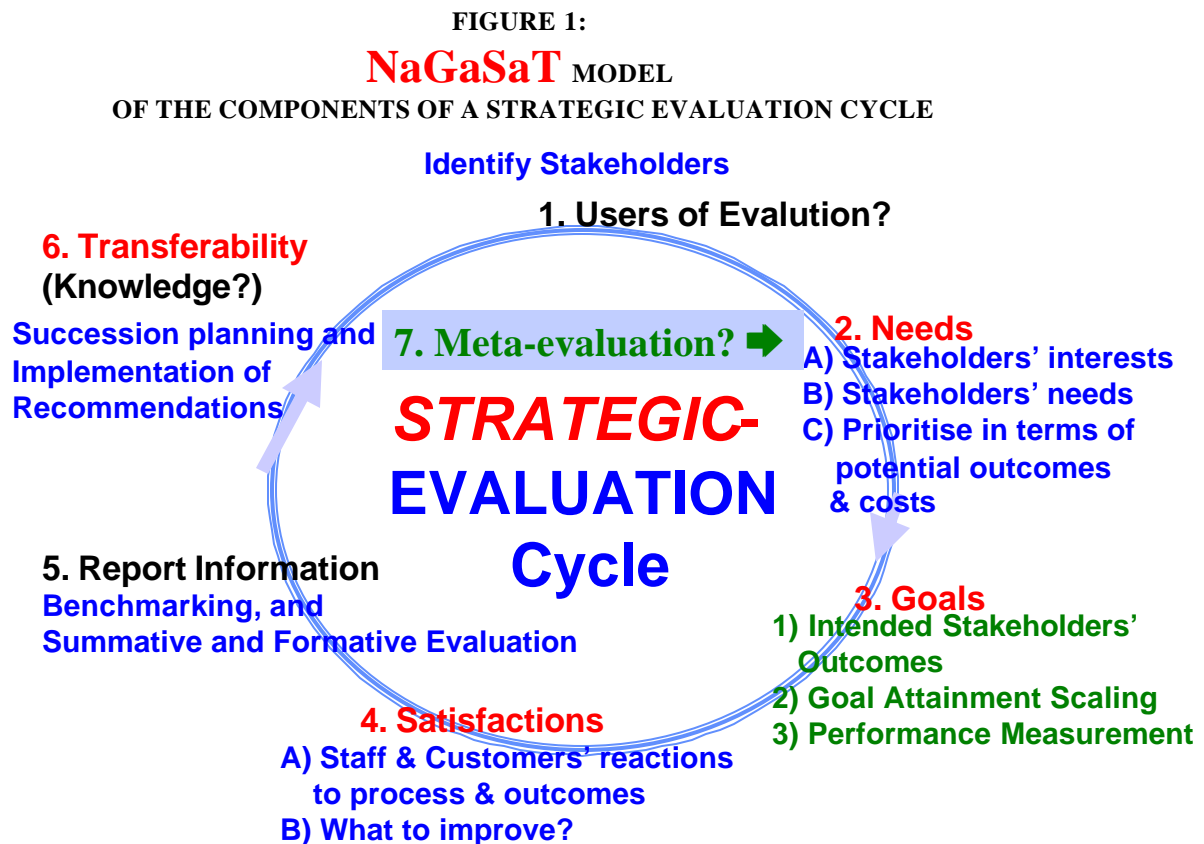 FIGURE 1:
NaGaSaT MODEL
OF THE COMPONENTS OF A STRATEGIC EVALUATION CYCLE
Identify Stakeholders
1. Users of Evalution?
6. Transferability
(Knowledge?)
Succession planning and
Implementation of
Recommendations
7. Meta-evaluation? 🡆
2. Needs
A) Stakeholders’ interests
B) Stakeholders’ needs
C) Prioritise in terms of
potential outcomes
& costs
STRATEGIC-
EVALUATION
Cycle
3. Goals
1) Intended Stakeholders’
Outcomes
2) Goal Attainment Scaling
3) Performance Measurement
4. Satisfactions
A) Staff & Customers’ reactions
to process & outcomes
B) What to improve?
5. Report Information
Benchmarking, and
Summative and Formative Evaluation